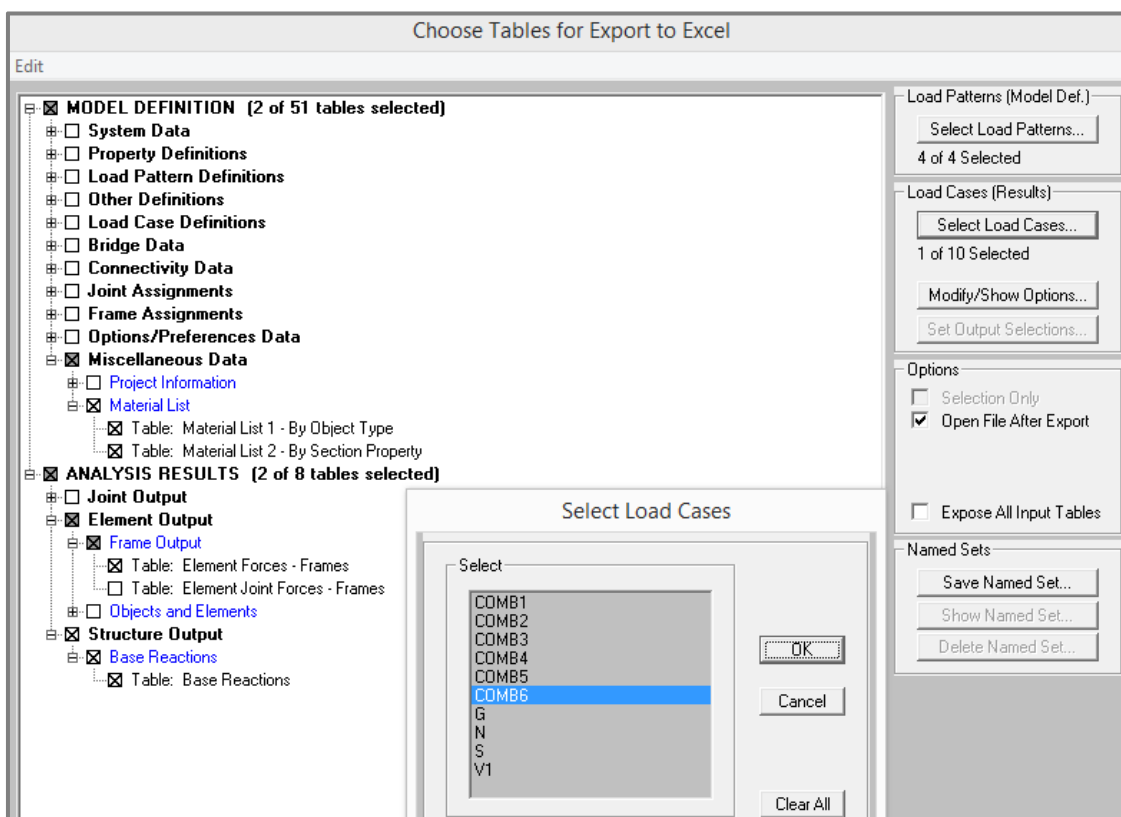 Choose Tables for Export to Excel
Edit
MODEL DEFINITION (2 of 51 tables selected)
System Data
Property Definitions
Load Pattern Definitions
Other Definitions
Load Case Definitions
Bridge Data
Connectivity Data
Joint Assignments
Frame Assignments
Options/Preferences Data
Miscellaneous Data
Project Information
Material List
Table: Material List 1 - By Object Type
Table: Material List 2 - By Section Property
ANALYSIS RESULTS (2 of 8 tables selected)
Joint Output
Element Output
Frame Output
Table: Element Forces - Frames
Table: Element Joint Forces - Frames
Objects and Elements
Structure Output
Base Reactions
Table: Base Reactions
Load Patterns (Model Def.)
Select Load Patterns...
4 of 4 Selected
Load Cases (Results)
Select Load Cases...
1 of 10 Selected
Modify/Show Options...
Set Output Selections...
Options
Selection Only
Open File After Export
Expose All Input Tables
Named Sets
Save Named Set...
Show Named Set...
Delete Named Set...
Select Load Cases
Select
COMB1
COMB2
COMB3
COMB4
COMB5
COMB6
G
N
S
V1
OK
Cancel
Clear All